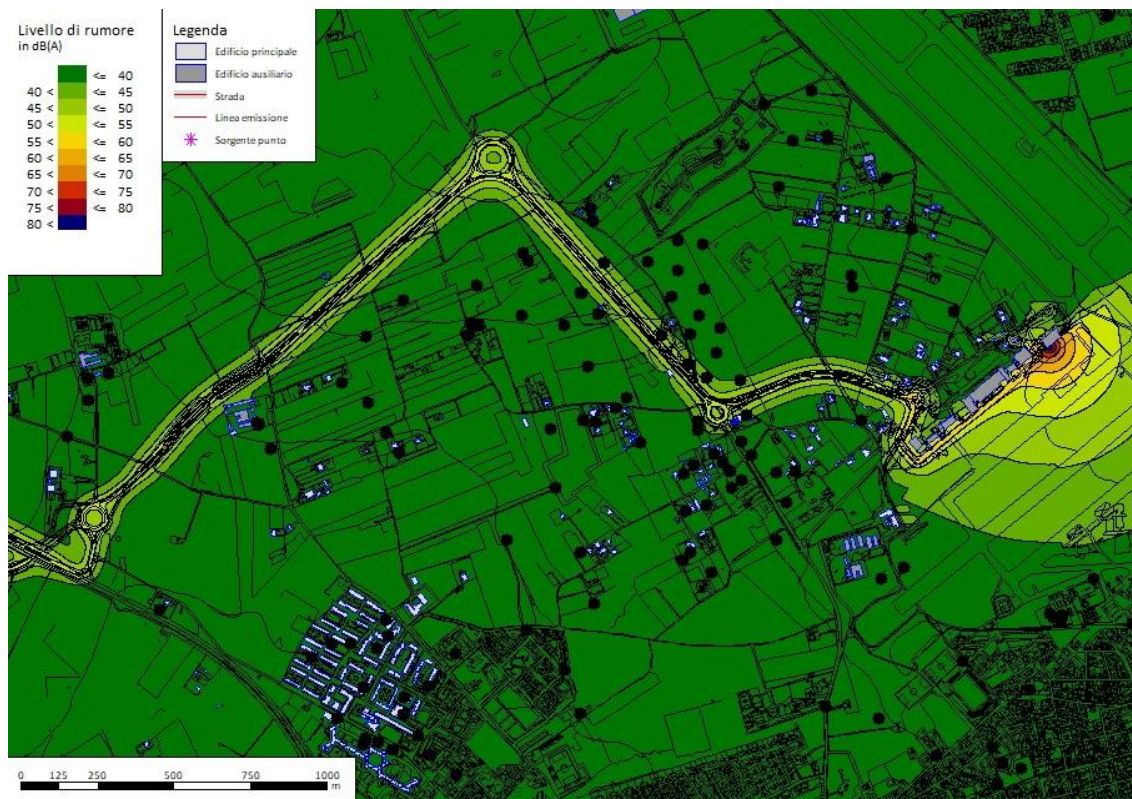 Livello di rumore
in dB(A)
<= 40
40 < <= 45
45 < <= 50
50 < <= 55
55 < <= 60
60 < <= 65
65 < <= 70
70 < <= 75
75 < <= 80
80 <
Legenda
Edificio principale
Edificio ausiliario
Strada
Linea emissione
Sorgente punto
0 125 250 500 750 1000
m